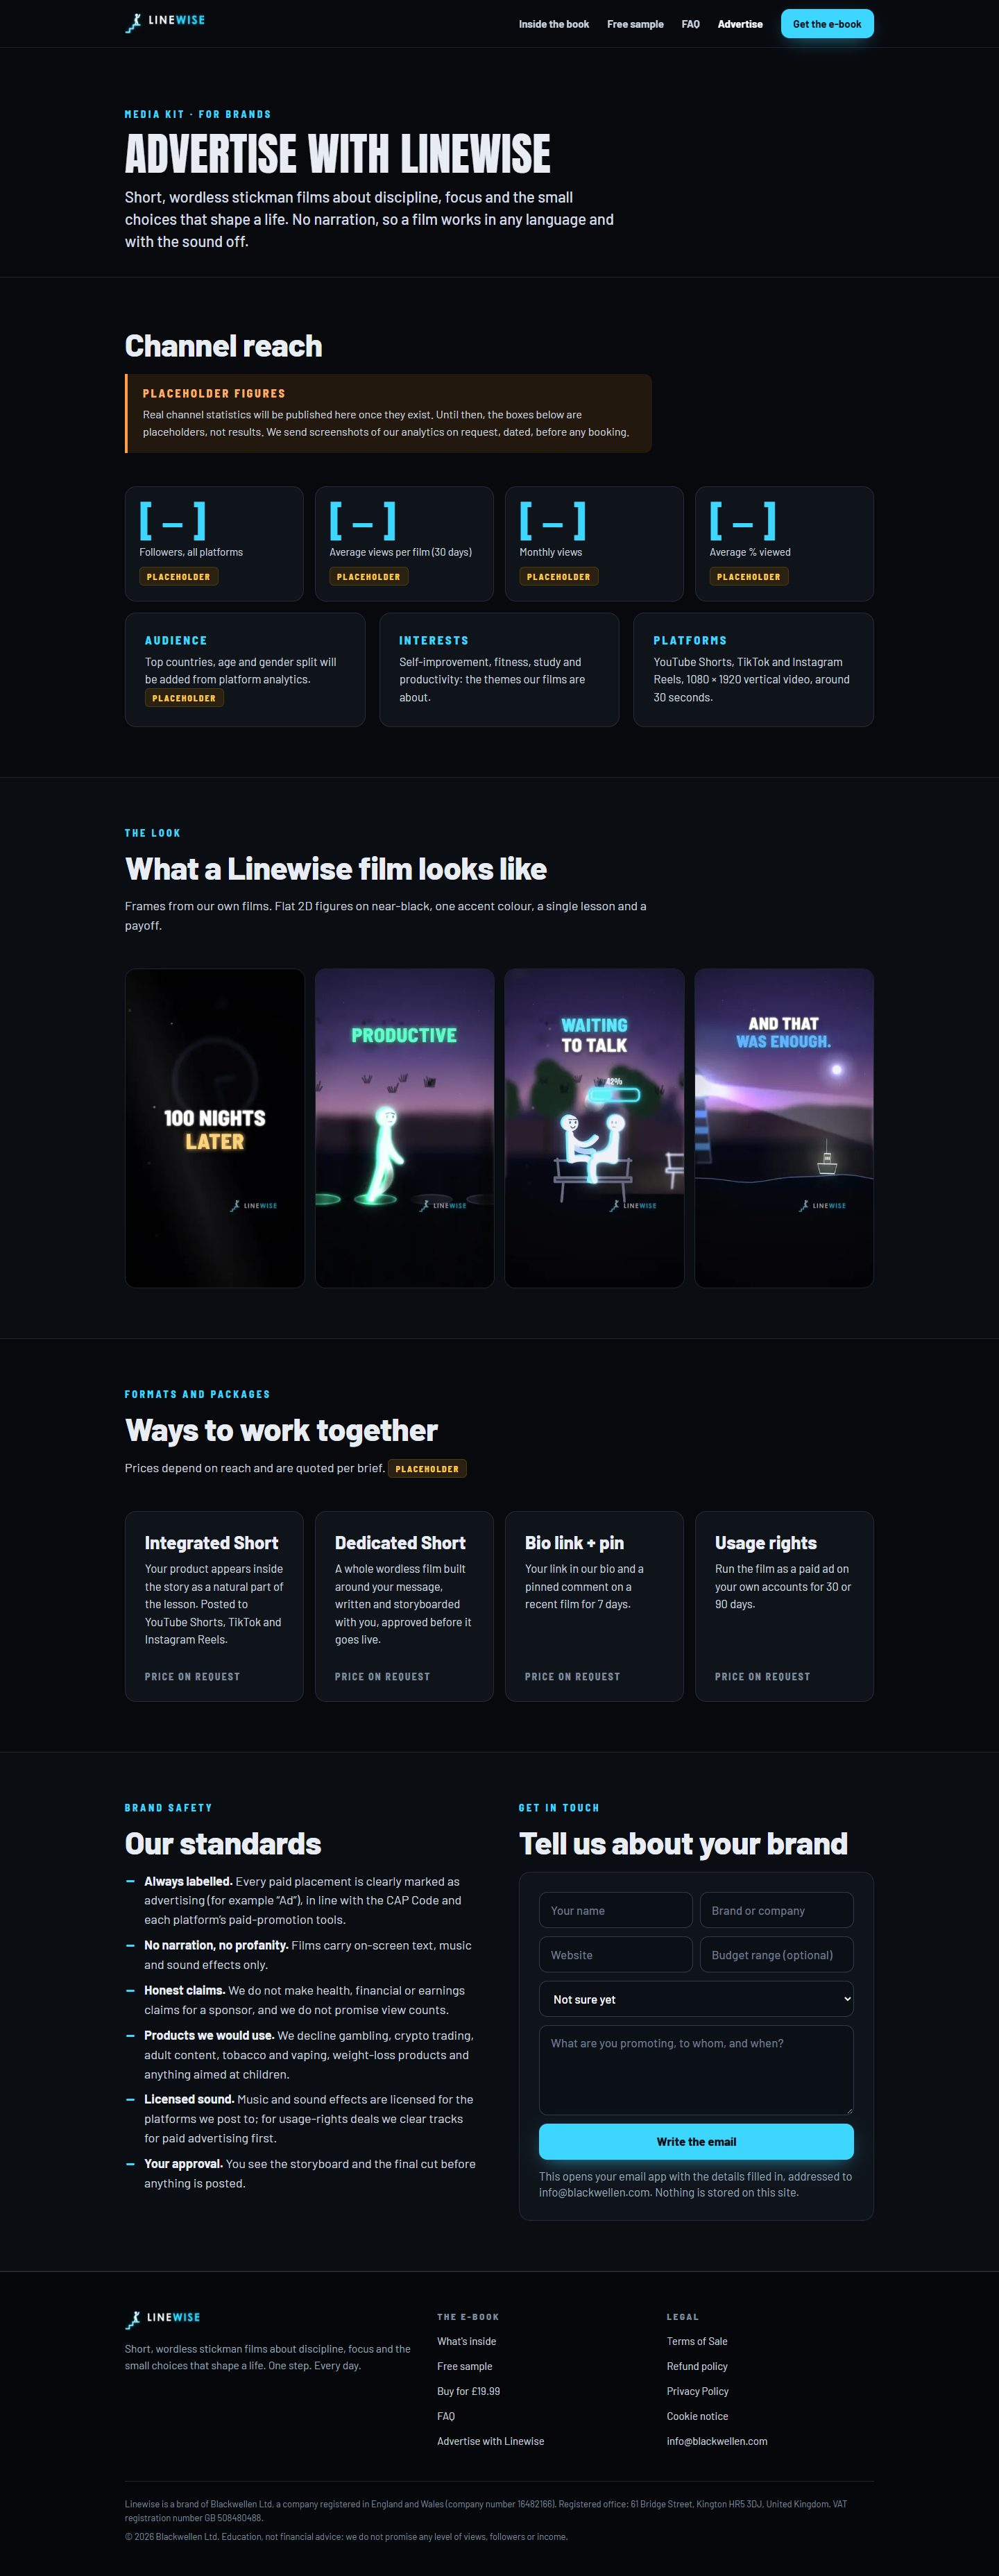 LINEWISE
Inside the book
Free sample
FAQ
Advertise
Get the e-book
MEDIA KIT · FOR BRANDS
ADVERTISE WITH LINEWISE
Short, wordless stickman films about discipline, focus and the small
choices that shape a life. No narration, so a film works in any language and
with the sound off.
Channel reach
PLACEHOLDER FIGURES
Real channel statistics will be published here once they exist. Until then, the boxes below are
placeholders, not results. We send screenshots of our analytics on request, dated, before any booking.
[ – ]
Followers, all platforms
PLACEHOLDER
[ – ]
Average views per film (30 days)
PLACEHOLDER
[ – ]
Monthly views
PLACEHOLDER
[ – ]
Average % viewed
PLACEHOLDER
AUDIENCE
Top countries, age and gender split will
be added from platform analytics.
PLACEHOLDER
INTERESTS
Self-improvement, fitness, study and
productivity: the themes our films are
about.
PLATFORMS
YouTube Shorts, TikTok and Instagram
Reels, 1080 × 1920 vertical video, around
30 seconds.
THE LOOK
What a Linewise film looks like
Frames from our own films. Flat 2D figures on near-black, one accent colour, a single lesson and a
payoff.
100 NIGHTS
LATER
LINEWISE
PRODUCTIVE
LINEWISE
WAITING
TO TALK
42%
LINEWISE
AND THAT
WAS ENOUGH.
LINEWISE
FORMATS AND PACKAGES
Ways to work together
Prices depend on reach and are quoted per brief. PLACEHOLDER
Integrated Short
Your product appears inside
the story as a natural part of
the lesson. Posted to
YouTube Shorts, TikTok and
Instagram Reels.
PRICE ON REQUEST
Dedicated Short
A whole wordless film built
around your message,
written and storyboarded
with you, approved before it
goes live.
PRICE ON REQUEST
Bio link + pin
Your link in our bio and a
pinned comment on a
recent film for 7 days.
PRICE ON REQUEST
Usage rights
Run the film as a paid ad on
your own accounts for 30 or
90 days.
PRICE ON REQUEST
BRAND SAFETY
Our standards
Always labelled. Every paid placement is clearly marked as
advertising (for example “Ad”), in line with the CAP Code and
each platform’s paid-promotion tools.
No narration, no profanity. Films carry on-screen text, music
and sound effects only.
Honest claims. We do not make health, financial or earnings
claims for a sponsor, and we do not promise view counts.
Products we would use. We decline gambling, crypto trading,
adult content, tobacco and vaping, weight-loss products and
anything aimed at children.
Licensed sound. Music and sound effects are licensed for the
platforms we post to; for usage-rights deals we clear tracks
for paid advertising first.
Your approval. You see the storyboard and the final cut before
anything is posted.
GET IN TOUCH
Tell us about your brand
Your name
Brand or company
Website
Budget range (optional)
Not sure yet
What are you promoting, to whom, and when?
Write the email
This opens your email app with the details filled in, addressed to
info@blackwellen.com. Nothing is stored on this site.
LINEWISE
Short, wordless stickman films about discipline, focus and the
small choices that shape a life. One step. Every day.
THE E-BOOK
What’s inside
Free sample
Buy for £19.99
FAQ
Advertise with Linewise
LEGAL
Terms of Sale
Refund policy
Privacy Policy
Cookie notice
info@blackwellen.com
Linewise is a brand of Blackwellen Ltd, a company registered in England and Wales (company number 16482166). Registered office: 61 Bridge Street, Kington HR5 3DJ, United Kingdom. VAT
registration number GB 508480488.
© 2026 Blackwellen Ltd. Education, not financial advice: we do not promise any level of views, followers or income.